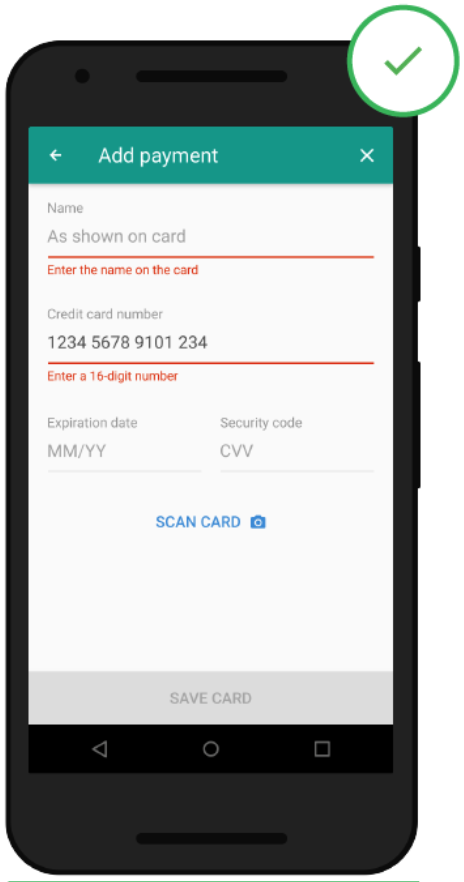 Add payment
Name
As shown on card
Enter the name on the card
Credit card number
1234 5678 9101 234
Enter a 16-digit number
Expiration date Security code
MM/YY CVV
SCAN CARD
SAVE CARD